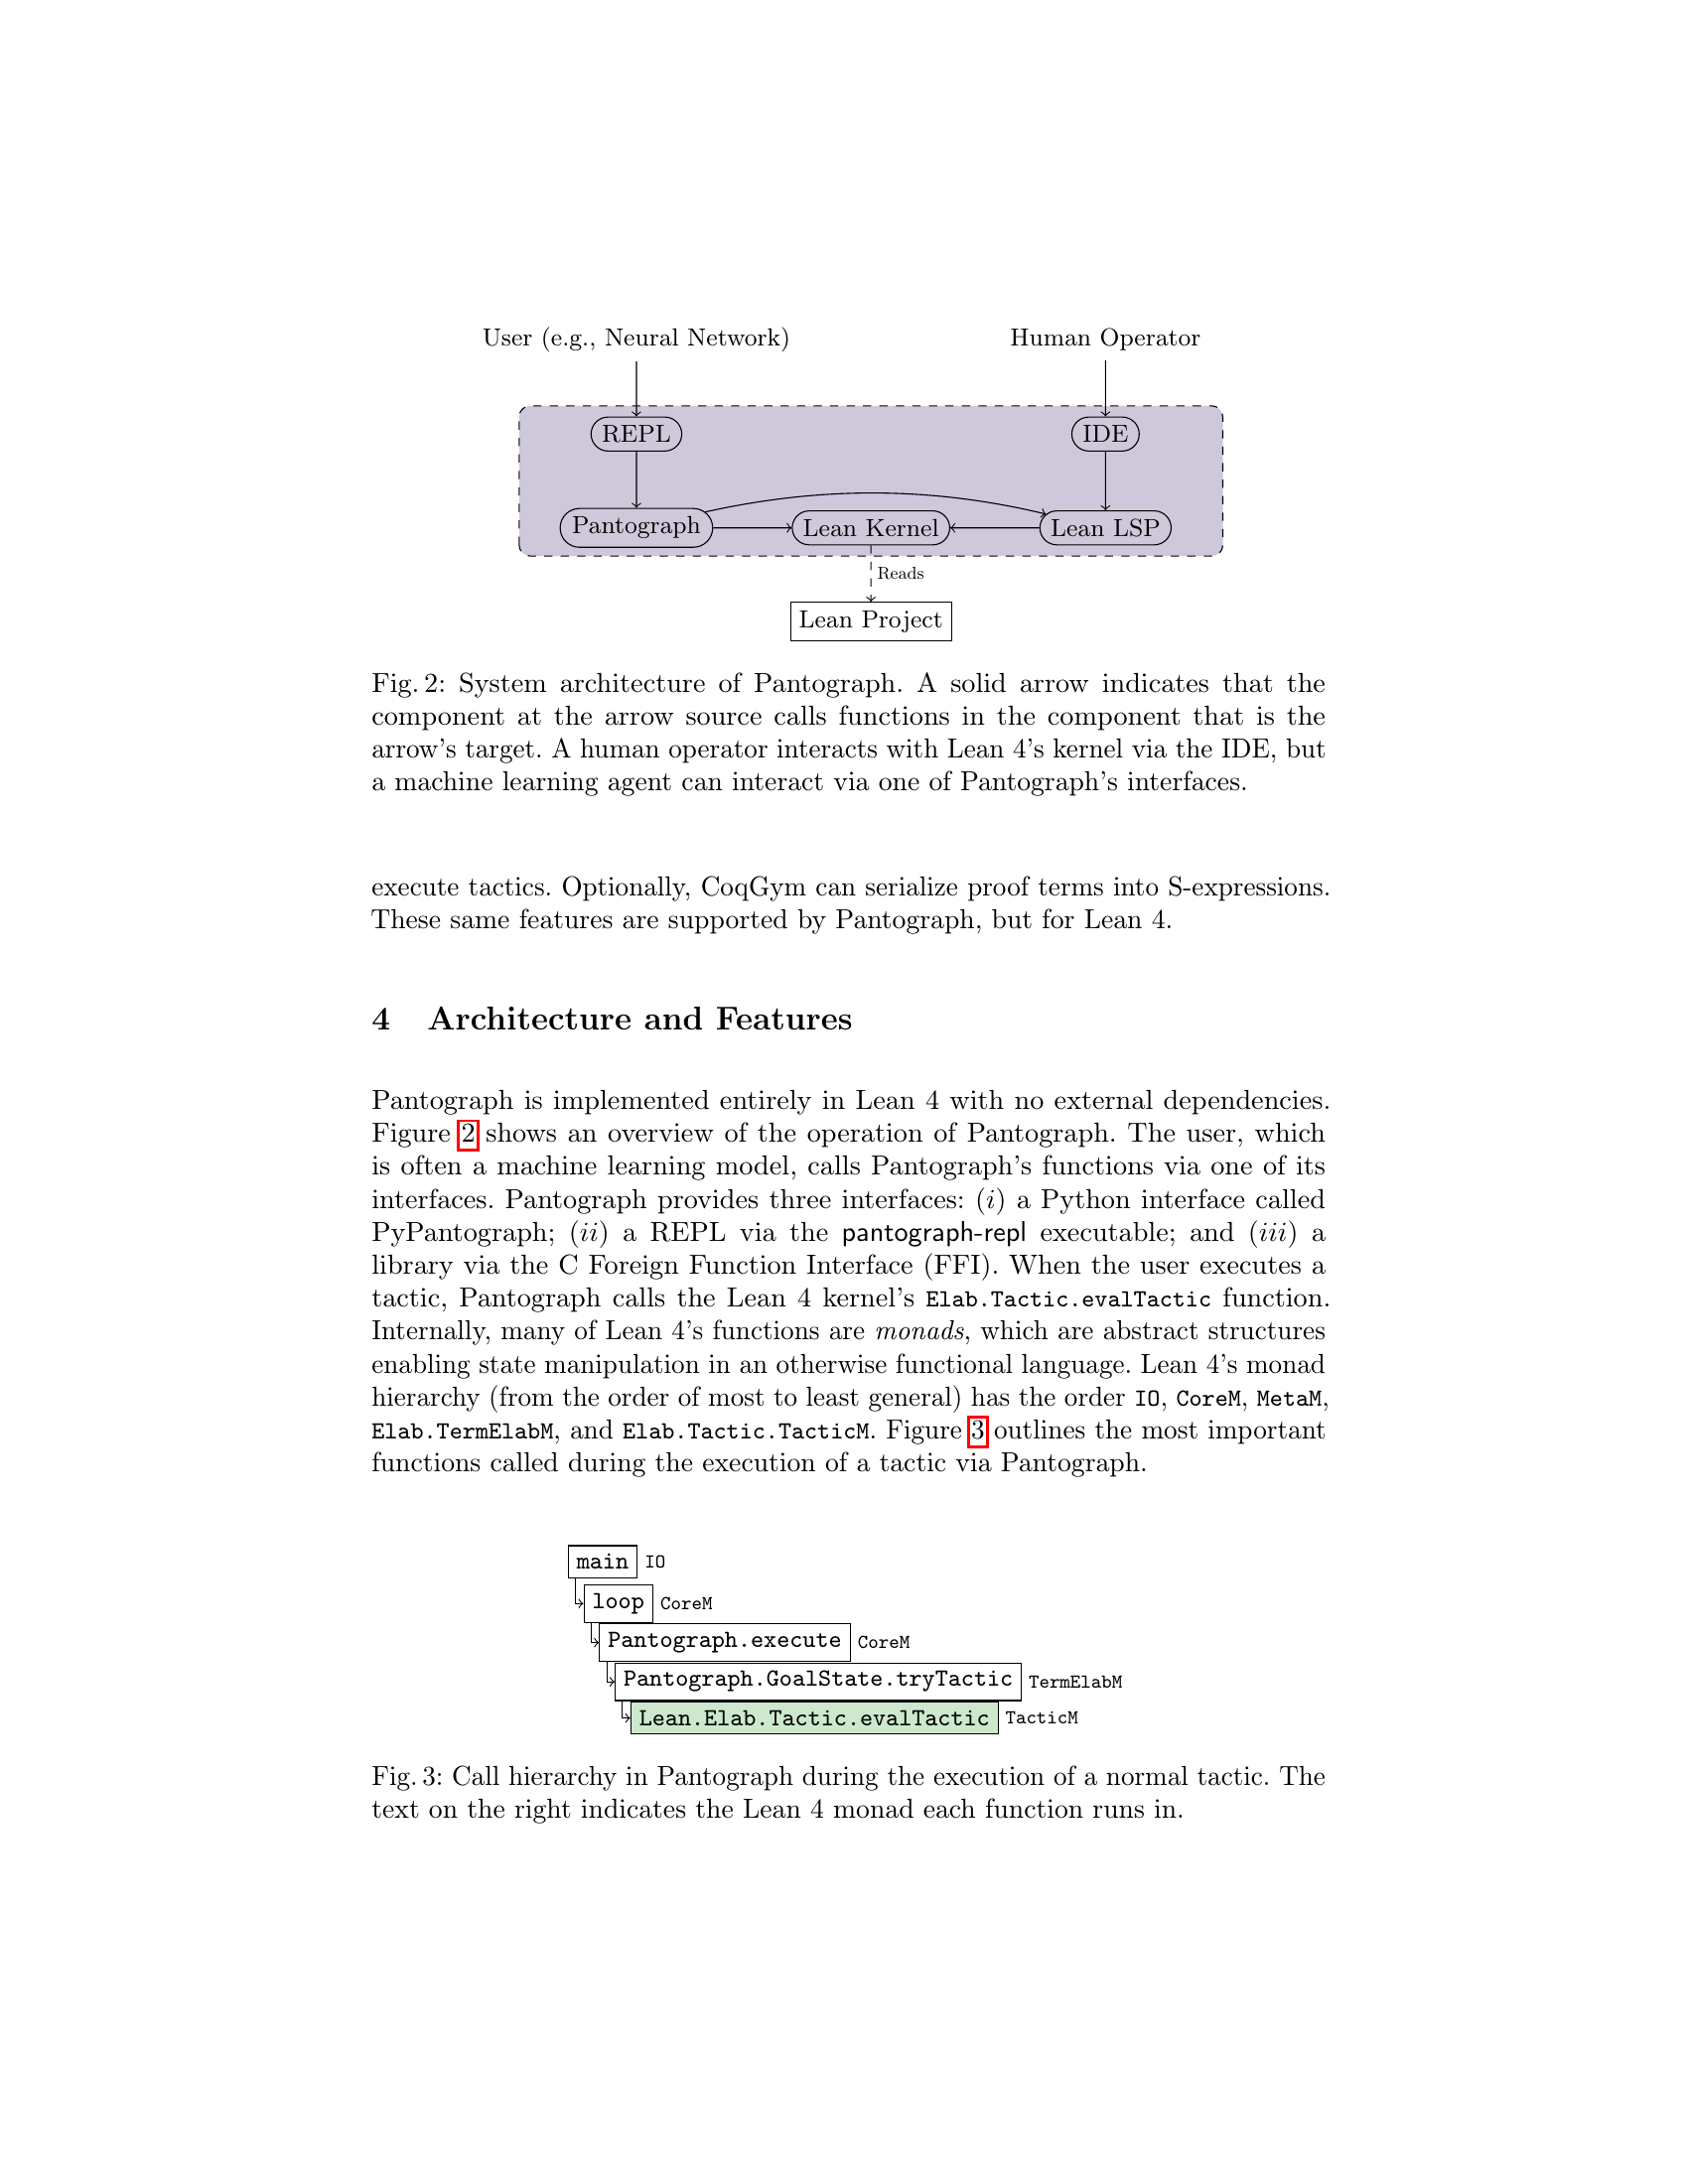 User (e.g., Neural Network)
Human Operator
REPL
IDE
Pantograph
Lean Kernel
Lean LSP
Reads
Lean Project
Fig. 2: System architecture of Pantograph. A solid arrow indicates that the
component at the arrow source calls functions in the component that is the
arrow's target. A human operator interacts with Lean 4's kernel via the IDE, but
a machine learning agent can interact via one of Pantograph's interfaces.
execute tactics. Optionally, CoqGym can serialize proof terms into S-expressions.
These same features are supported by Pantograph, but for Lean 4.
4 Architecture and Features
Pantograph is implemented entirely in Lean 4 with no external dependencies.
Figure 2 shows an overview of the operation of Pantograph. The user, which
is often a machine learning model, calls Pantograph's functions via one of its
interfaces. Pantograph provides three interfaces: (i) a Python interface called
PyPantograph; (ii) a REPL via the pantograph-repl executable; and (iii) a
library via the C Foreign Function Interface (FFI). When the user executes a
tactic, Pantograph calls the Lean 4 kernel's Elab.Tactic.evalTactic function.
Internally, many of Lean 4's functions are monads, which are abstract structures
enabling state manipulation in an otherwise functional language. Lean 4's monad
hierarchy (from the order of most to least general) has the order IO, CoreM, MetaM,
Elab.TermElabM, and Elab.Tactic.TacticM. Figure 3 outlines the most important
functions called during the execution of a tactic via Pantograph.
main IO
loop CoreM
Pantograph.execute CoreM
Pantograph.GoalState.tryTactic TermElabM
Lean.Elab.Tactic.evalTactic TacticM
Fig. 3: Call hierarchy in Pantograph during the execution of a normal tactic. The
text on the right indicates the Lean 4 monad each function runs in.